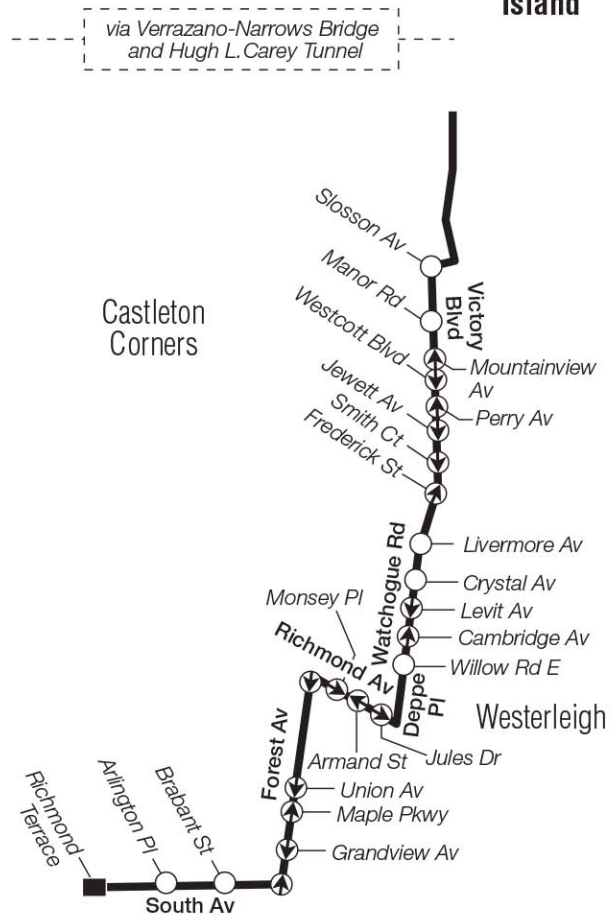 Island
via Verrazano-Narrows Bridge
and Hugh L.Carey Tunnel
Slosson Av
Manor Rd
Victory
Blvd
Castleton
Corners
Westcott Blvd
Mountainview
Av
Jewett Av
Perry Av
Smith Ct
Frederick St
Watchogue Rd
Livermore Av
Crystal Av
Monsey Pl
Levit Av
Richmond Av
Cambridge Av
Willow Rd E
Deppe
Pl
Westerleigh
Forest Av
Armand St
Jules Dr
Union Av
Maple Pkwy
Grandview Av
Richmond
Terrace
Arlington Pl
Brabant St
South Av